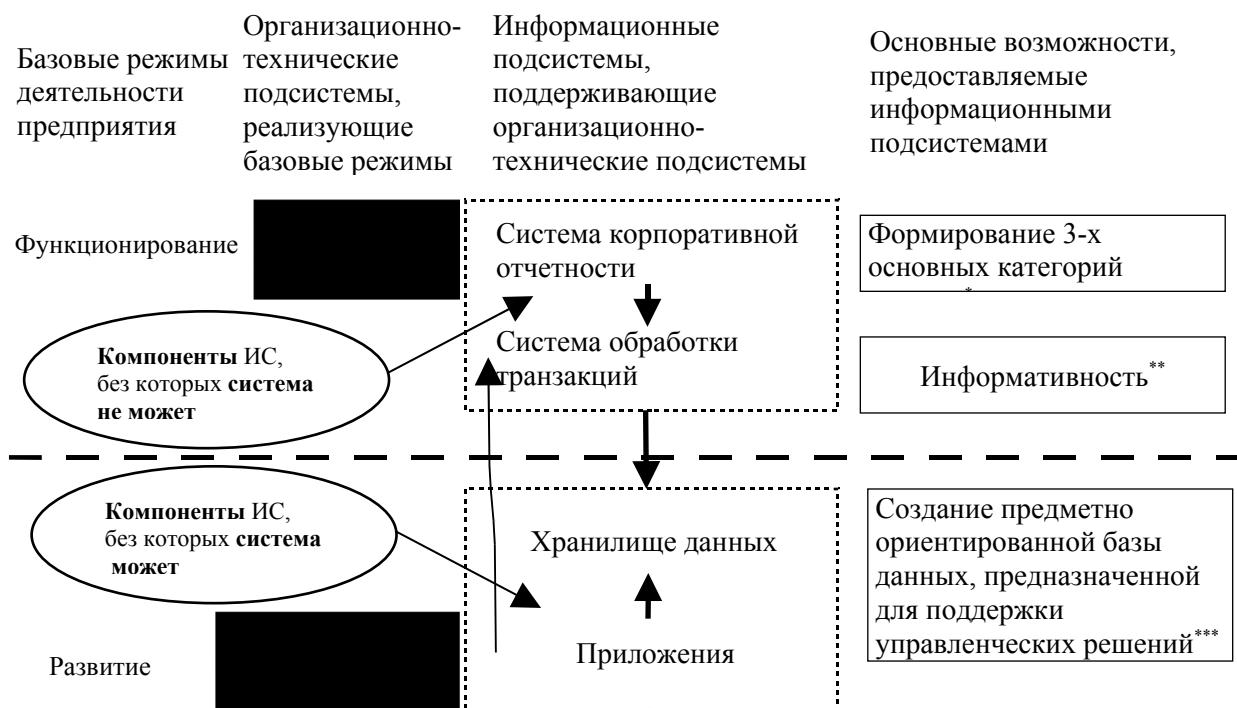 Базовые режимы
деятельности
предприятия
Организационно-
технические
подсистемы,
реализующие
базовые режимы
Информационные
подсистемы,
поддерживающие
организационно-
технические подсистемы
Основные возможности,
предоставляемые
информационными
подсистемами
Функционирование
Система корпоративной
отчетности
Формирование 3-х
основных категорий
*
Компоненты ИС,
без которых система
не может
Система обработки
транзакций
Информативность**
Компоненты ИС,
без которых система
может
Хранилище данных
Создание предметно
ориентированной базы
данных, предназначенной
для поддержки
управленческих решений***
Развитие
Приложения